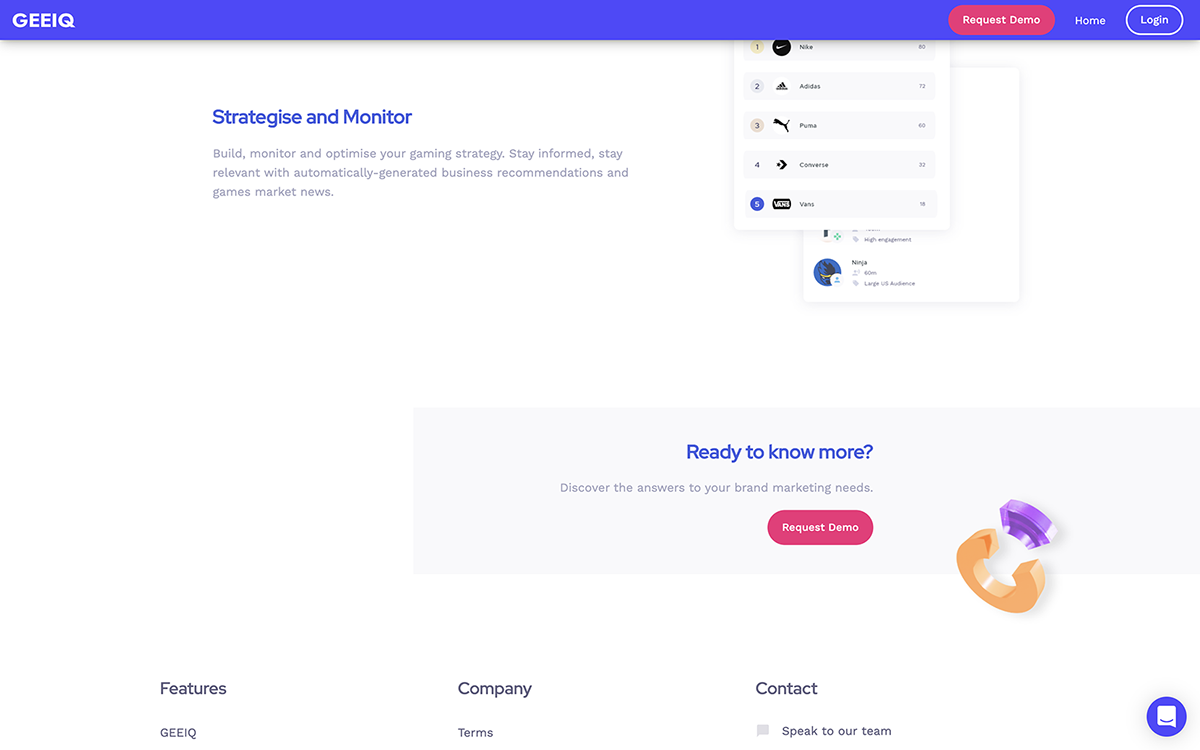 GEEIQ
Request Demo
Home
Login
1 Nike 80
2 Adidas 72
3 Puma 60
4 Converse 32
5 VANS Vans 18
High engagement
Ninja
60m
Large US Audience
Strategise and Monitor
Build, monitor and optimise your gaming strategy. Stay informed, stay
relevant with automatically-generated business recommendations and
games market news.
Ready to know more?
Discover the answers to your brand marketing needs.
Request Demo
Features
Company
Contact
GEEIQ
Terms
Speak to our team